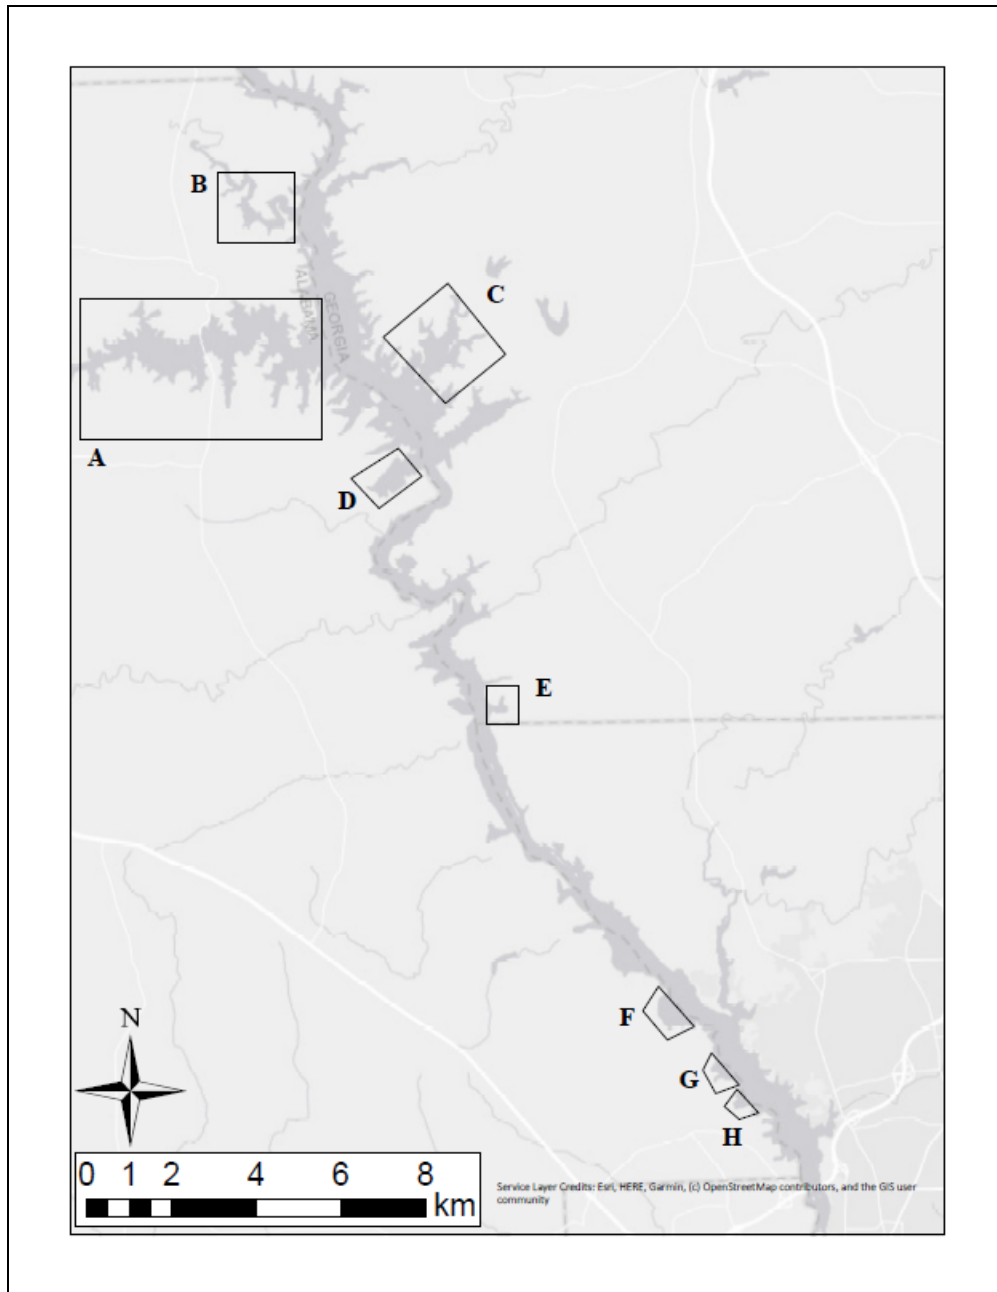 B
ALABAMA
GEORGIA
C
A
D
E
N
F
G
H
0 1 2 4 6 8
km
Service Layer Credits: Esri, HERE, Garmin, (c) OpenStreetMap contributors, and the GIS user
community